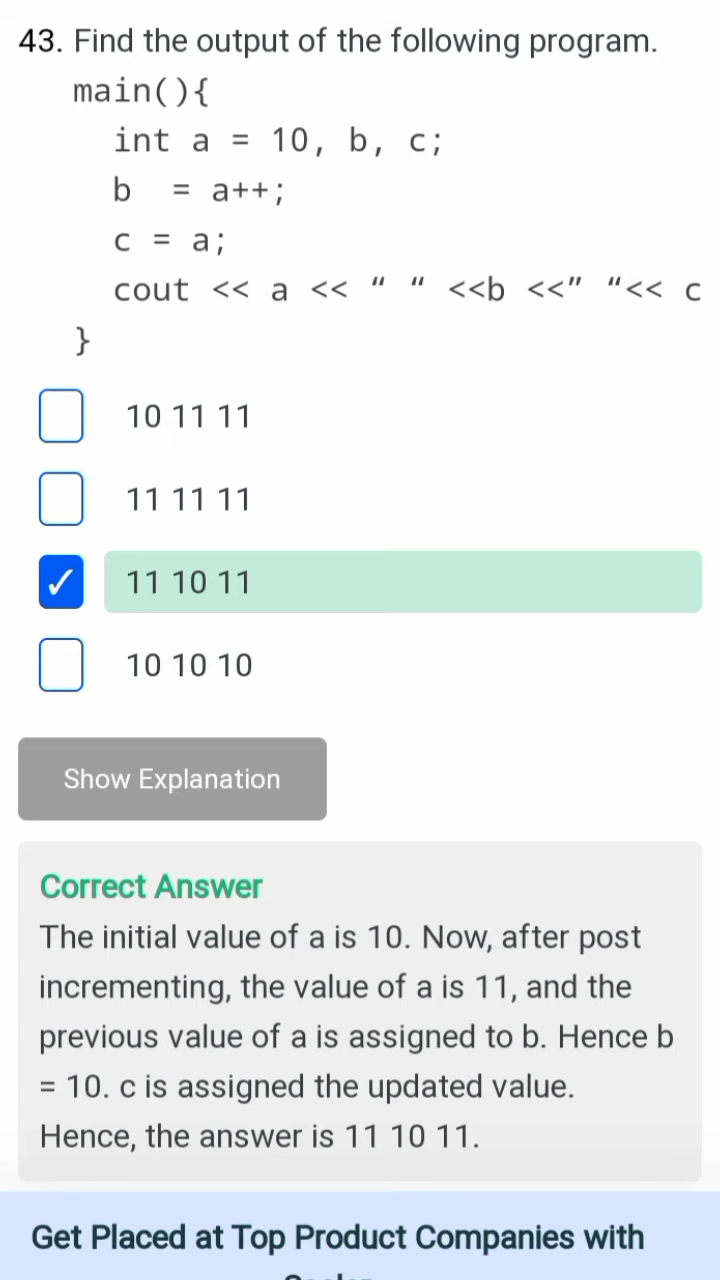 43. Find the output of the following program.
main(){
int a = 10, b, c;
b = a++;
c = a;
cout << a << “ “ <<b <<” “<< c
}
10 11 11
11 11 11
11 10 11
10 10 10
Show Explanation
Correct Answer
The initial value of a is 10. Now, after post
incrementing, the value of a is 11, and the
previous value of a is assigned to b. Hence b
= 10. c is assigned the updated value.
Hence, the answer is 11 10 11.
Get Placed at Top Product Companies with